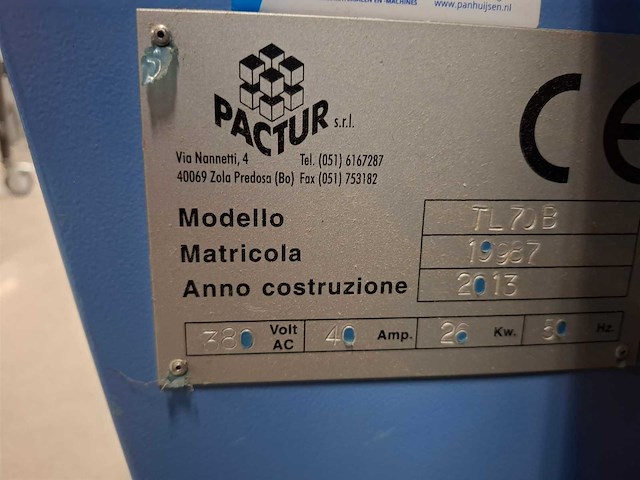 www.panhuijsen.nl
PACTUR s.r.l.
Via Nannetti, 4 Tel. (051) 6167287
40069 Zola Predosa (Bo) Fax (051) 753182
CE
Modello TL70B
Matricola 19987
Anno costruzione 2013
380 Volt AC 40 Amp. 26 Kw. 50 Hz.